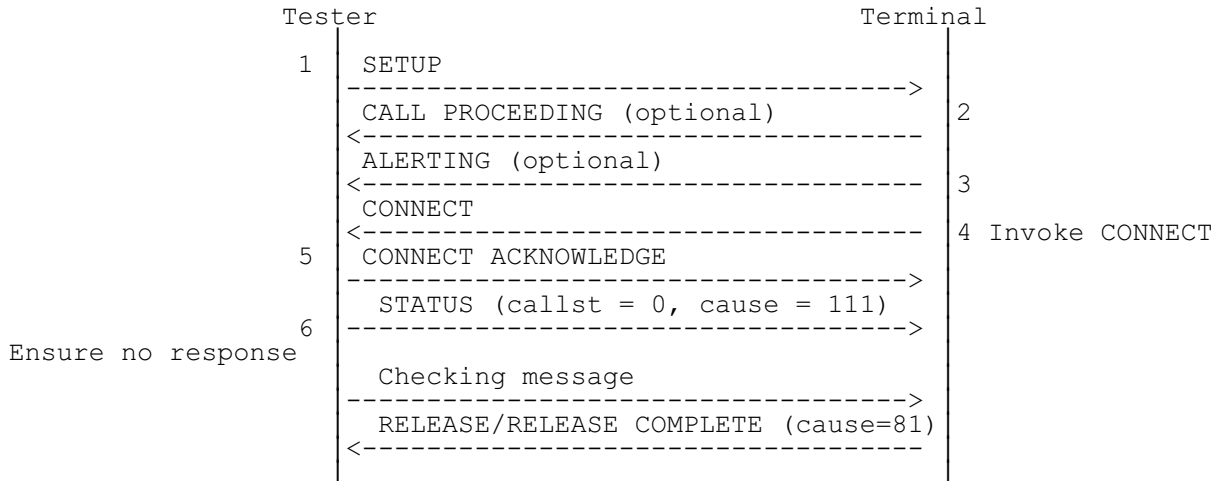 Tester Terminal
1 SETUP
----------------------------------->
CALL PROCEEDING (optional) 2
<-----------------------------------
ALERTING (optional)
<----------------------------------- 3
CONNECT
<----------------------------------- 4 Invoke CONNECT
5 CONNECT ACKNOWLEDGE
----------------------------------->
STATUS (callst = 0, cause = 111)
6 ----------------------------------->
Ensure no response
Checking message
----------------------------------->
RELEASE/RELEASE COMPLETE (cause=81)
<-----------------------------------